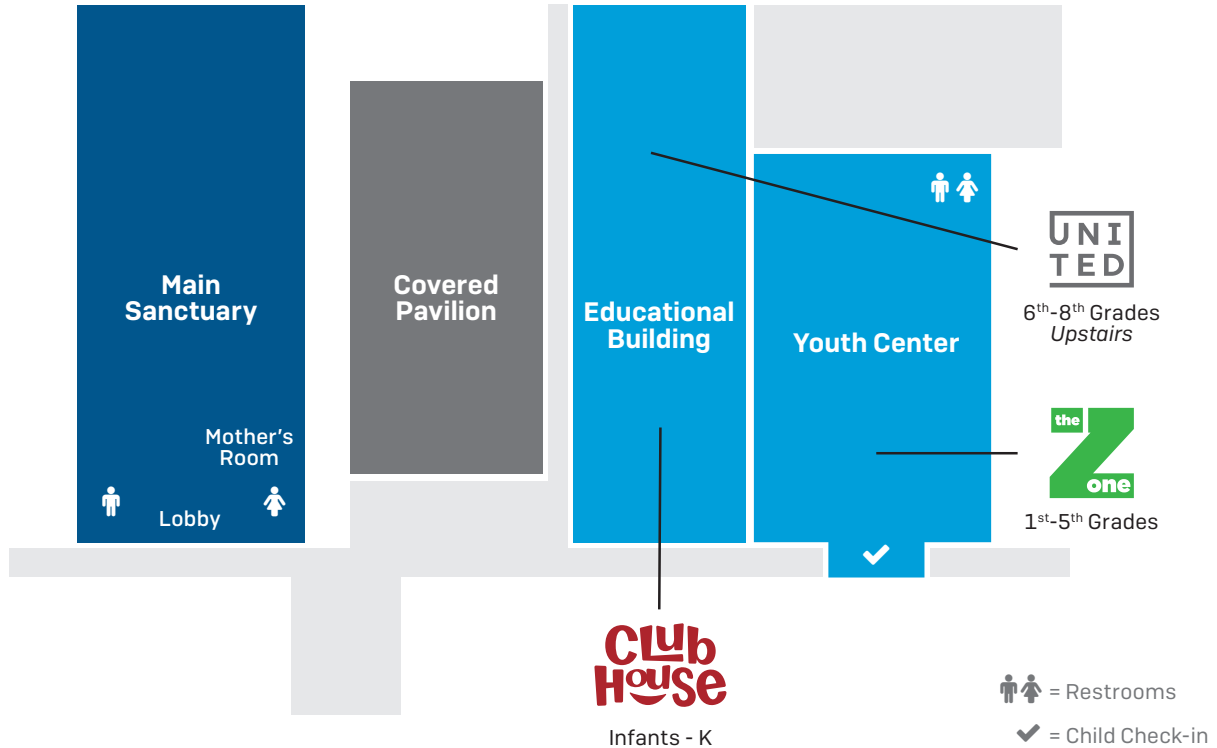 Main
Sanctuary
Mother's
Room
Lobby
Covered
Pavilion
Educational
Building
Youth Center
UNI
TED
6th-8th Grades
Upstairs
the
Zone
1st-5th Grades
CLub
HouSe
Infants - K
= Restrooms
= Child Check-in